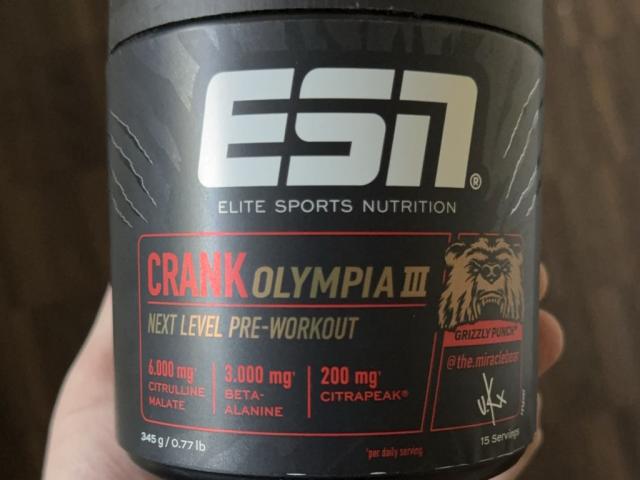 ESN®
ELITE SPORTS NUTRITION
CRANK OLYMPIA III
NEXT LEVEL PRE-WORKOUT
GRIZZLY PUNCH*
@the.miraclebear
6.000 mg*
CITRULLINE
MALATE
3.000 mg*
BETA-
ALANINE
200 mg*
CITRAPEAK®
345 g / 0.77 lb
*per daily serving
15 Servings